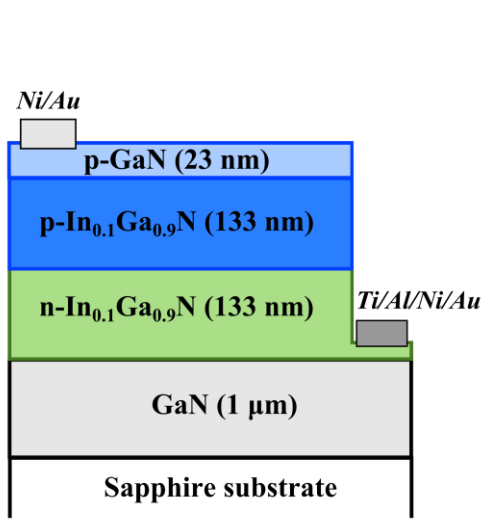 Ni/Au
p-GaN (23 nm)
p-In₀.₁Ga₀.₉N (133 nm)
Ti/Al/Ni/Au
n-In₀.₁Ga₀.₉N (133 nm)
GaN (1 μm)
Sapphire substrate